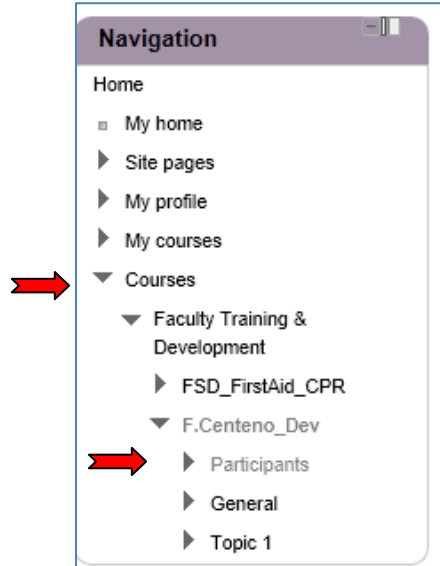 Navigation
Home
My home
Site pages
My profile
My courses
Courses
Faculty Training &
Development
FSD_FirstAid_CPR
F.Centeno_Dev
Participants
General
Topic 1